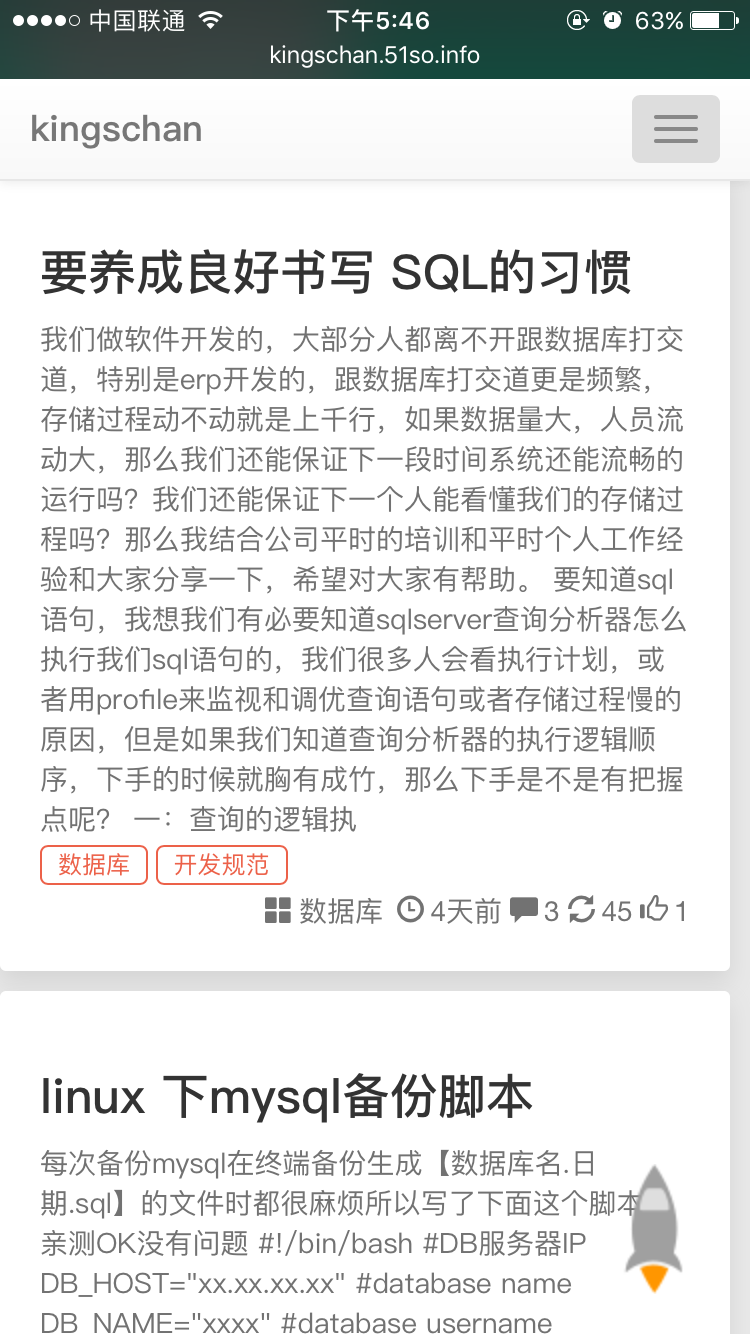 中国联通 下午5:46 63%
kingschan.51so.info
kingschan
要养成良好书写 SQL的习惯
我们做软件开发的，大部分人都离不开跟数据库打交
道，特别是erp开发的，跟数据库打交道更是频繁，
存储过程动不动就是上千行，如果数据量大，人员流
动大，那么我们还能保证下一段时间系统还能流畅的
运行吗？我们还能保证下一个人能看懂我们的存储过
程吗？那么我结合公司平时的培训和平时个人工作经
验和大家分享一下，希望对大家有帮助。 要知道sql
语句，我想我们有必要知道sqlserver查询分析器怎么
执行我们sql语句的，我们很多人会看执行计划，或
者用profile来监视和调优查询语句或者存储过程慢的
原因，但是如果我们知道查询分析器的执行逻辑顺
序，下手的时候就胸有成竹，那么下手是不是有把握
点呢？ 一：查询的逻辑执
数据库 开发规范
数据库 4天前 3 45 1
linux 下mysql备份脚本
每次备份mysql在终端备份生成【数据库名.日
期.sql】的文件时都很麻烦所以写了下面这个脚本
亲测OK没有问题 #!/bin/bash #DB服务器IP
DB_HOST="xx.xx.xx.xx" #database name
DB_NAME="xxxx" #database username